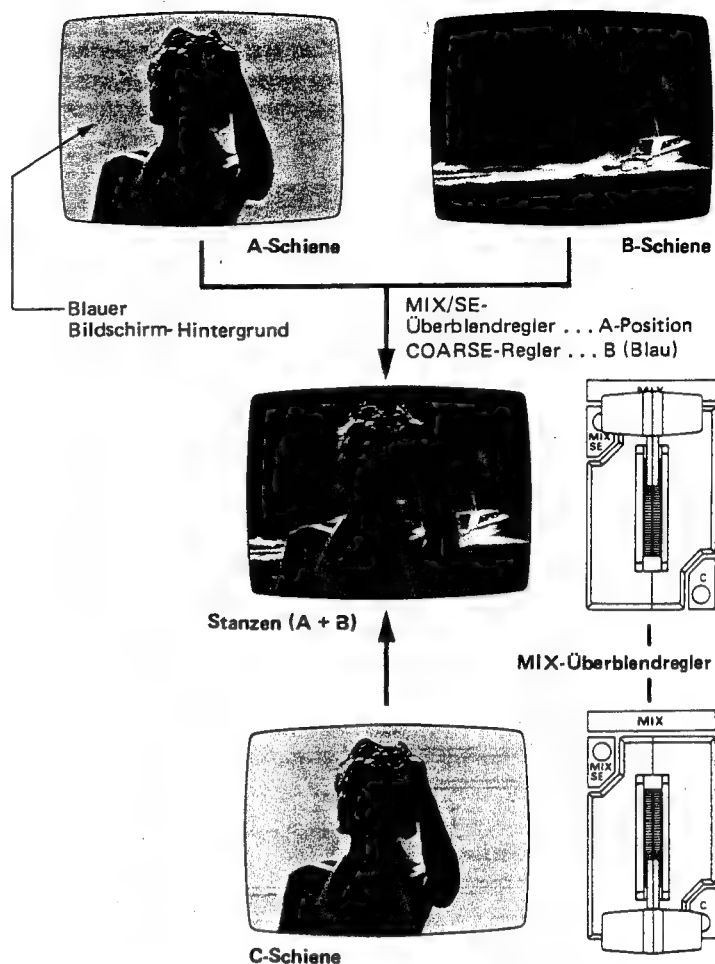 A-Schiene
B-Schiene
Blauer
Bildschirm-Hintergrund
MIX/SE-
Überblendregler ... A-Position
COARSE-Regler ... B (Blau)
MIX
MIX
SE
C
Stanzen (A + B)
MIX-Überblendregler
MIX
MIX
SE
C
C-Schiene